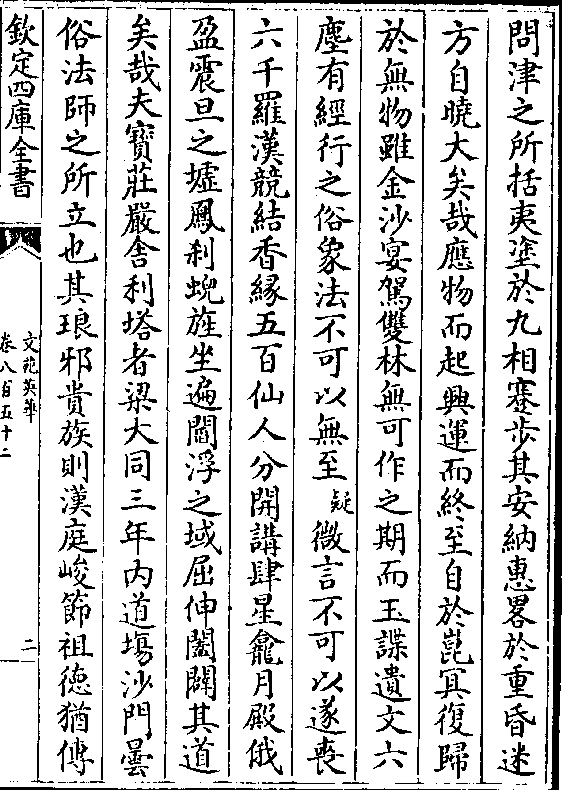 問津之所括夷塗於九相蹇步其安納惠畧於重昏迷
方自曉大矣哉應物而起興運而終至自於崑冥復歸
於無物雖金沙宴駕雙林無可作之期而玉諜遺文六
塵有經行之俗象法不可以無至疑微言不可以遂喪
六千羅漢競結香緣五百仙人分開講肆星龕月殿俄
盈震旦之墟鳳刹蜺旌坐遍閻浮之域屈伸闔闢其道
矣哉夫寶莊嚴舍利塔者梁大同三年内道塲沙門曇
俗法師之所立也其琅邪貴族則漢庭峻節祖徳猶傳
欽定四庫全書
文苑英華
卷八百五十二
二